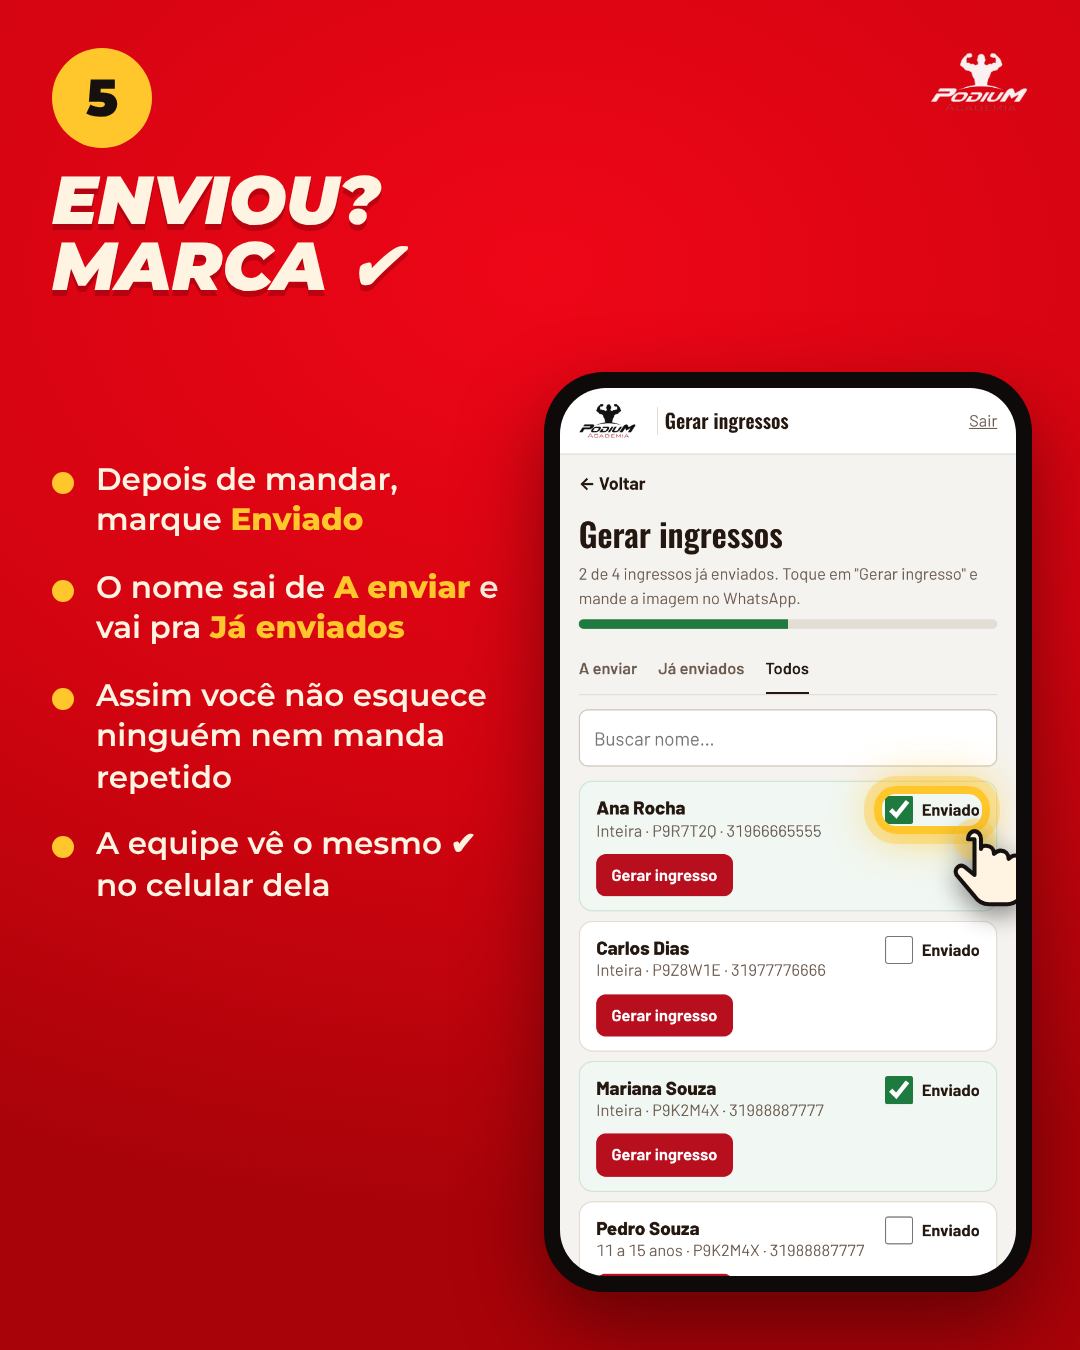 5
PODIUM
ACADEMIA
ENVIOU?
MARCA ✔
Depois de mandar,
marque Enviado
O nome sai de A enviar e
vai pra Já enviados
Assim você não esquece
ninguém nem manda
repetido
A equipe vê o mesmo ✔
no celular dela
PODIUM
ACADEMIA
Gerar ingressos
Sair
← Voltar
Gerar ingressos
2 de 4 ingressos já enviados. Toque em "Gerar ingresso" e
mande a imagem no WhatsApp.
A enviar Já enviados Todos
Buscar nome...
Ana Rocha
Enviado
Inteira · P9R7T2Q · 31966665555
Gerar ingresso
Carlos Dias
Enviado
Inteira · P9Z8W1E · 31977776666
Gerar ingresso
Mariana Souza
Enviado
Inteira · P9K2M4X · 31988887777
Gerar ingresso
Pedro Souza
Enviado
11 a 15 anos · P9K2M4X · 31988887777